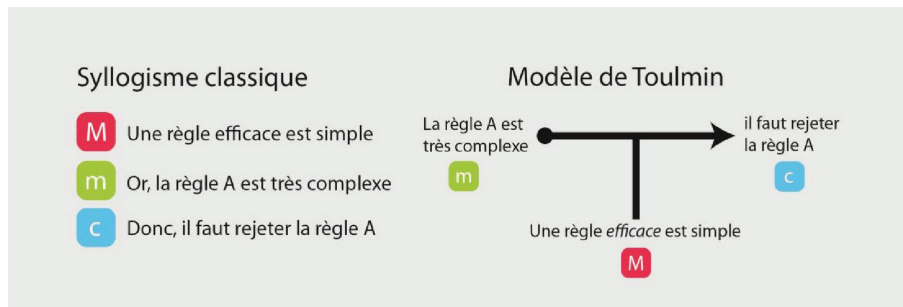 Syllogisme classique
M Une règle efficace est simple
m Or, la règle A est très complexe
c Donc, il faut rejeter la règle A
Modèle de Toulmin
La règle A est
très complexe
m
il faut rejeter
la règle A
c
Une règle efficace est simple
M